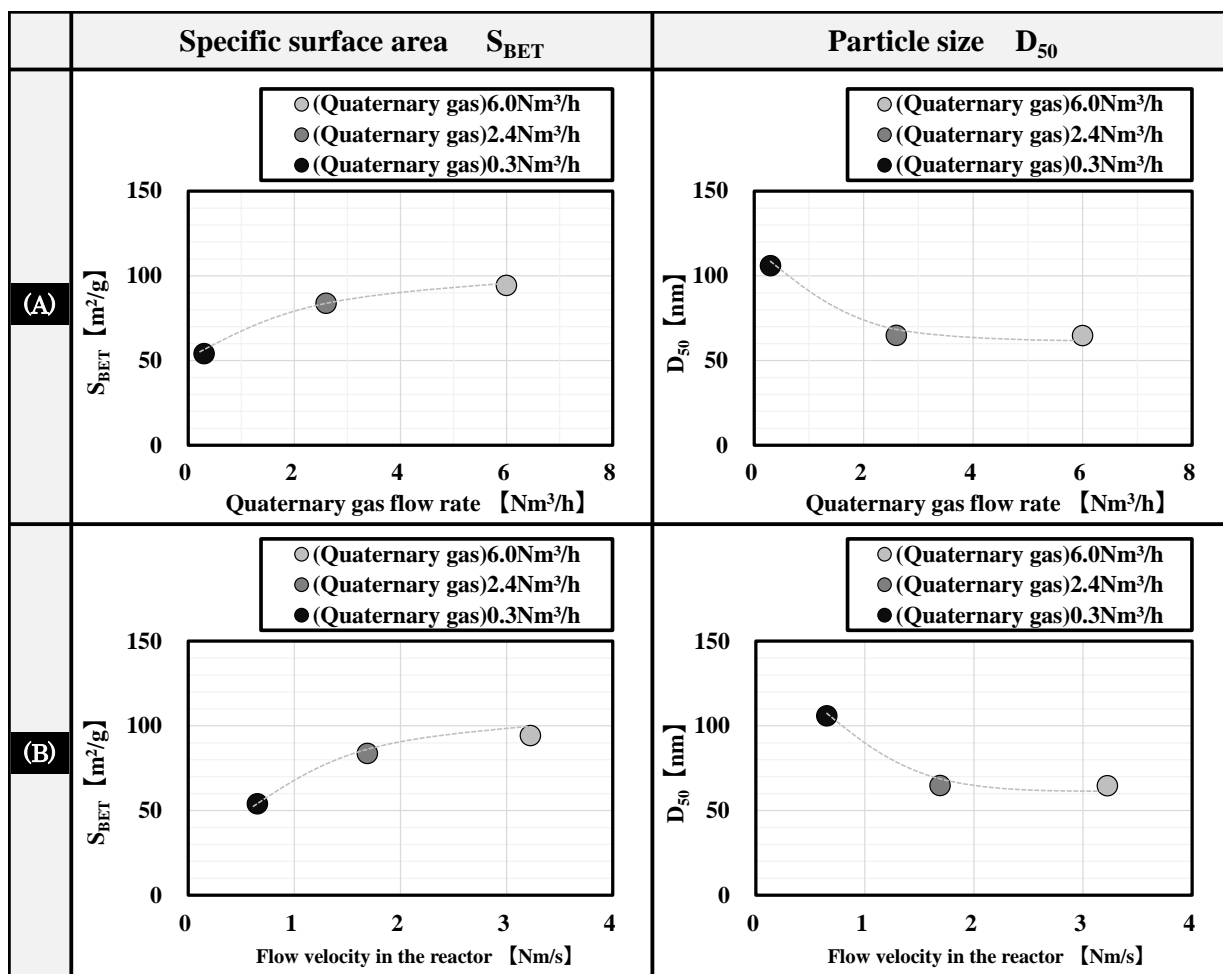 Specific surface area S_BET
Particle size D_50
(A)
(Quaternary gas)6.0Nm³/h
(Quaternary gas)2.4Nm³/h
(Quaternary gas)0.3Nm³/h
150
100
50
0
S_BET 【m²/g】
0 2 4 6 8
Quaternary gas flow rate 【Nm³/h】
(Quaternary gas)6.0Nm³/h
(Quaternary gas)2.4Nm³/h
(Quaternary gas)0.3Nm³/h
150
100
50
0
D_50 【nm】
0 2 4 6 8
Quaternary gas flow rate 【Nm³/h】
(B)
(Quaternary gas)6.0Nm³/h
(Quaternary gas)2.4Nm³/h
(Quaternary gas)0.3Nm³/h
150
100
50
0
S_BET 【m²/g】
0 1 2 3 4
Flow velocity in the reactor 【Nm/s】
(Quaternary gas)6.0Nm³/h
(Quaternary gas)2.4Nm³/h
(Quaternary gas)0.3Nm³/h
150
100
50
0
D_50 【nm】
0 1 2 3 4
Flow velocity in the reactor 【Nm/s】